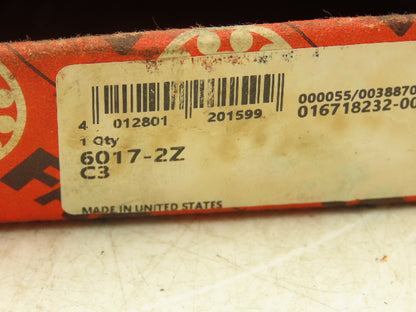 000055/0038870
016718232-00
4 012801 201599
1 Qty
6017-2Z
C3
MADE IN UNITED STATES